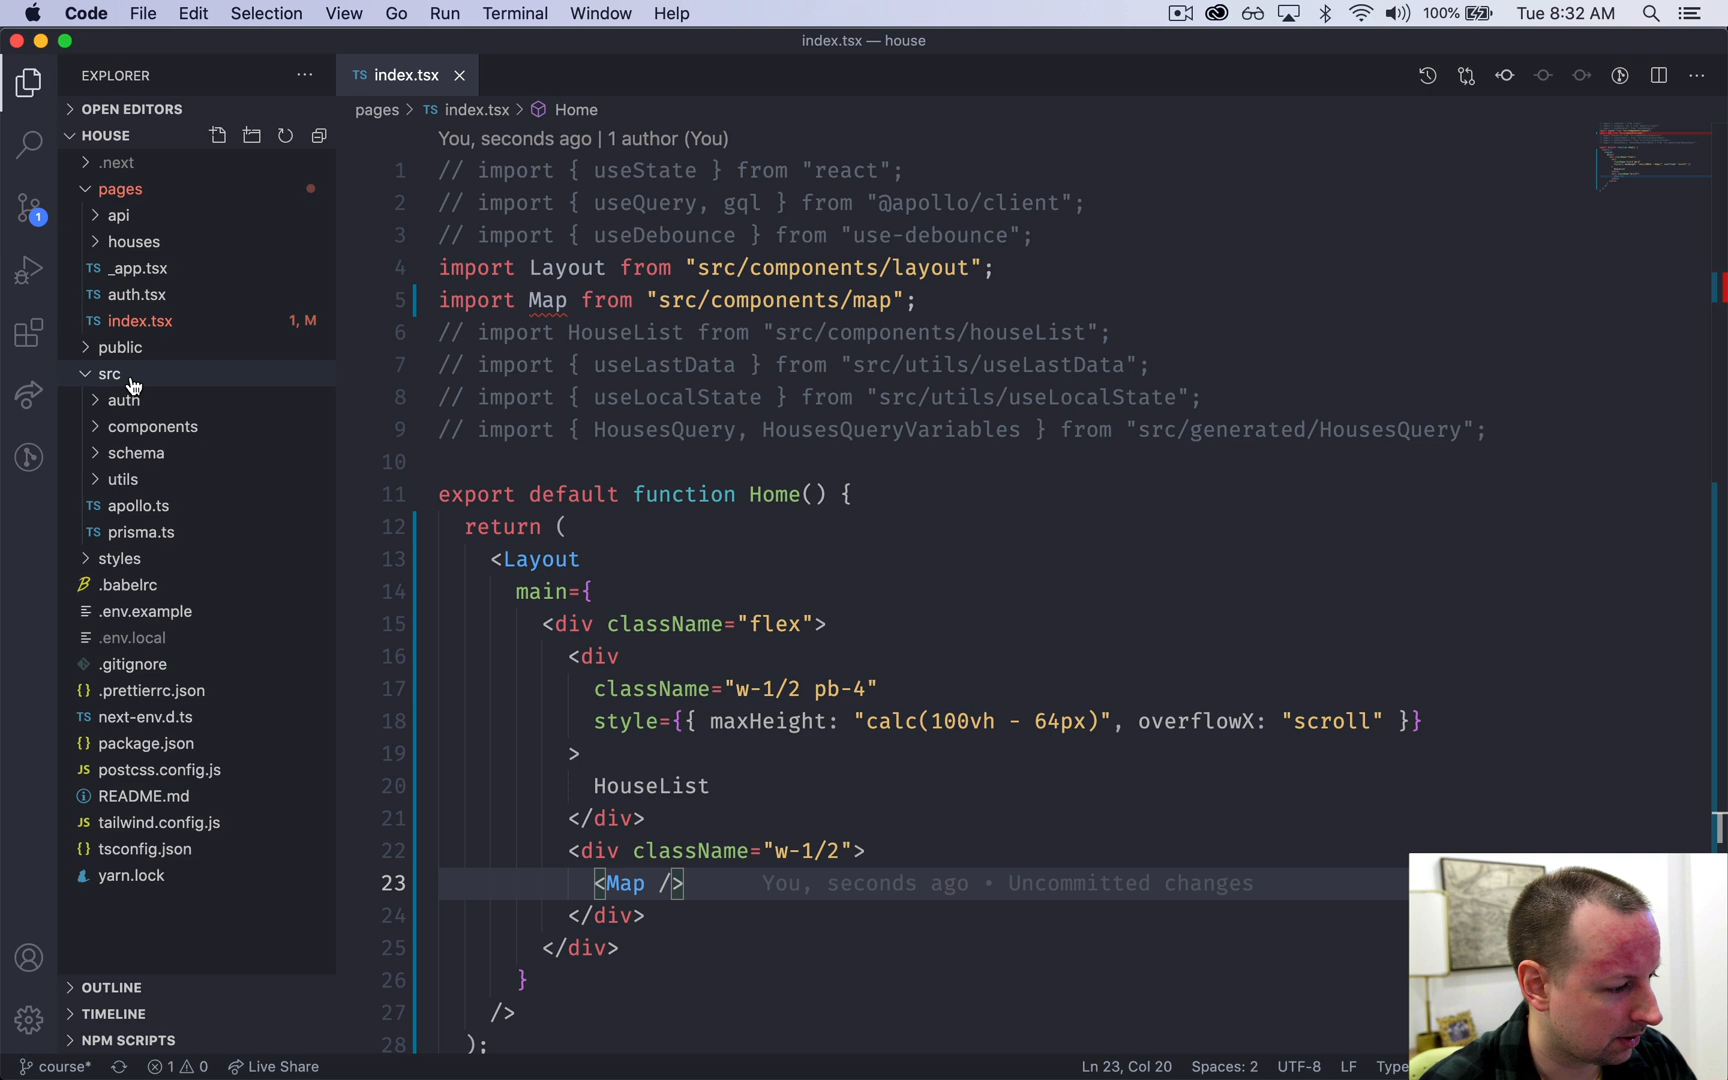 Code File Edit Selection View Go Run Terminal Window Help 100% Tue 8:32 AM
index.tsx — house
EXPLORER
TS index.tsx
OPEN EDITORS
pages > TS index.tsx > Home
HOUSE
You, seconds ago | 1 author (You)
.next
pages
api
houses
_app.tsx
TS auth.tsx
TS index.tsx 1, M
public
src
auth
components
schema
utils
TS apollo.ts
TS prisma.ts
styles
.babelrc
.env.example
.env.local
.gitignore
{} .prettierrc.json
TS next-env.d.ts
{} package.json
JS postcss.config.js
README.md
JS tailwind.config.js
{} tsconfig.json
yarn.lock
OUTLINE
TIMELINE
NPM SCRIPTS
1
1 // import { useState } from "react";
2 // import { useQuery, gql } from "@apollo/client";
3 // import { useDebounce } from "use-debounce";
4 import Layout from "src/components/layout";
5 import Map from "src/components/map";
6 // import HouseList from "src/components/houseList";
7 // import { useLastData } from "src/utils/useLastData";
8 // import { useLocalState } from "src/utils/useLocalState";
9 // import { HousesQuery, HousesQueryVariables } from "src/generated/HousesQuery";
10
11 export default function Home() {
12 return (
13 <Layout
14 main={
15 <div className="flex">
16 <div
17 className="w-1/2 pb-4"
18 style={{ maxHeight: "calc(100vh - 64px)", overflowX: "scroll" }}
19 >
20 HouseList
21 </div>
22 <div className="w-1/2">
23 <Map /> You, seconds ago • Uncommitted changes
24 </div>
25 </div>
26 }
27 />
28 );
course* 1 0 Live Share Ln 23, Col 20 Spaces: 2 UTF-8 LF Type